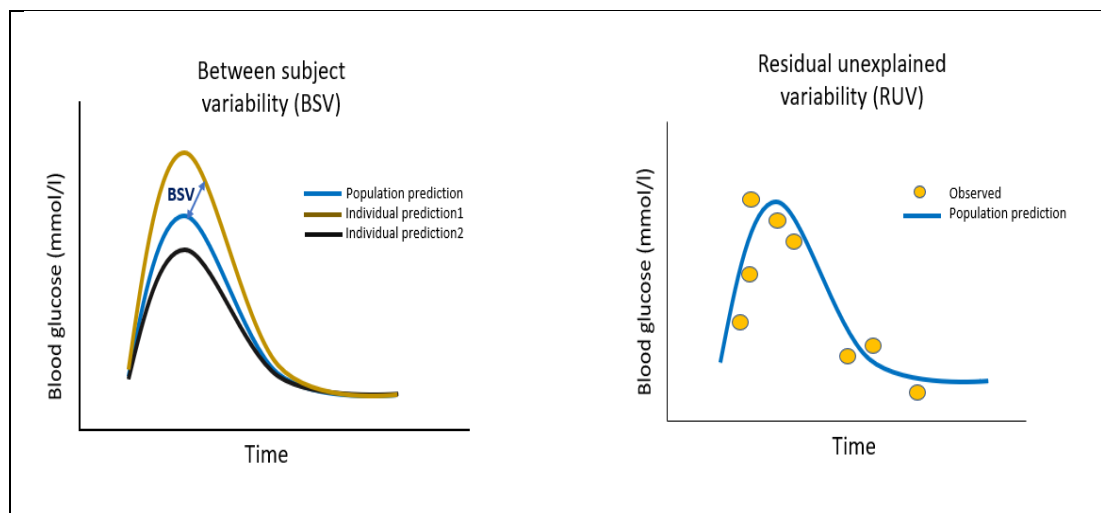 Between subject
variability (BSV)
Blood glucose (mmol/l)
BSV
Population prediction
Individual prediction1
Individual prediction2
Time
Residual unexplained
variability (RUV)
Blood glucose (mmol/l)
Observed
Population prediction
Time